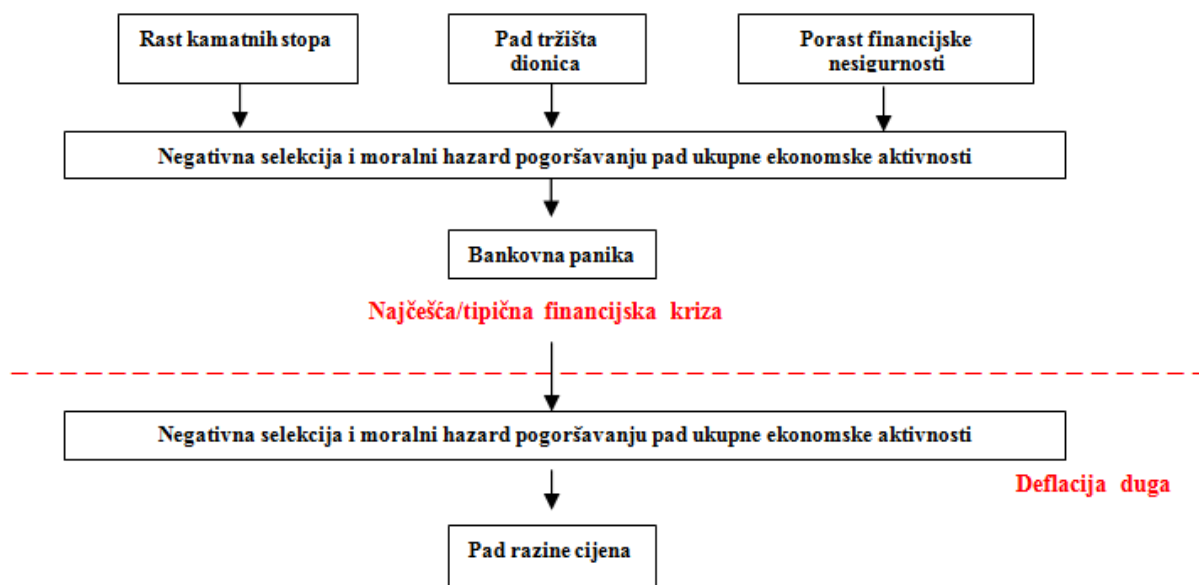 Rast kamatnih stopa
Pad tržišta
dionica
Porast financijske
nesigurnosti
Negativna selekcija i moralni hazard pogoršavanju pad ukupne ekonomske aktivnosti
Bankovna panika
Najčešća/tipična financijska kriza
Negativna selekcija i moralni hazard pogoršavanju pad ukupne ekonomske aktivnosti
Deflacija duga
Pad razine cijena